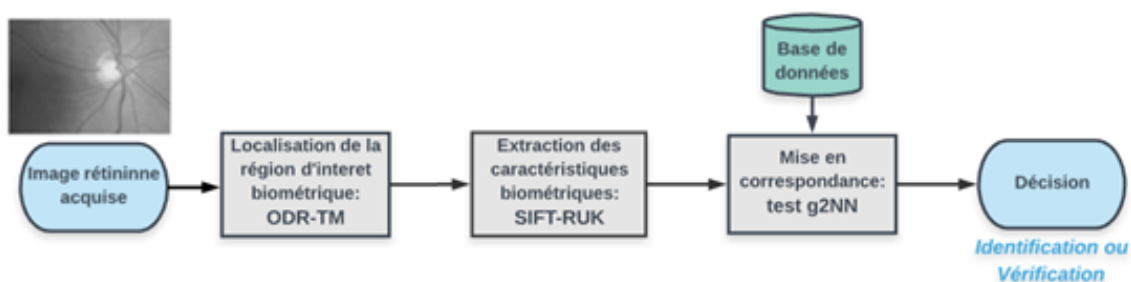 Image rétininne
acquise
Localisation de la
région d'interet
biométrique:
ODR-TM
Extraction des
caractéristiques
biométriques:
SIFT-RUK
Base de
données
Mise en
correspondance:
test g2NN
Décision
Identification ou
Vérification